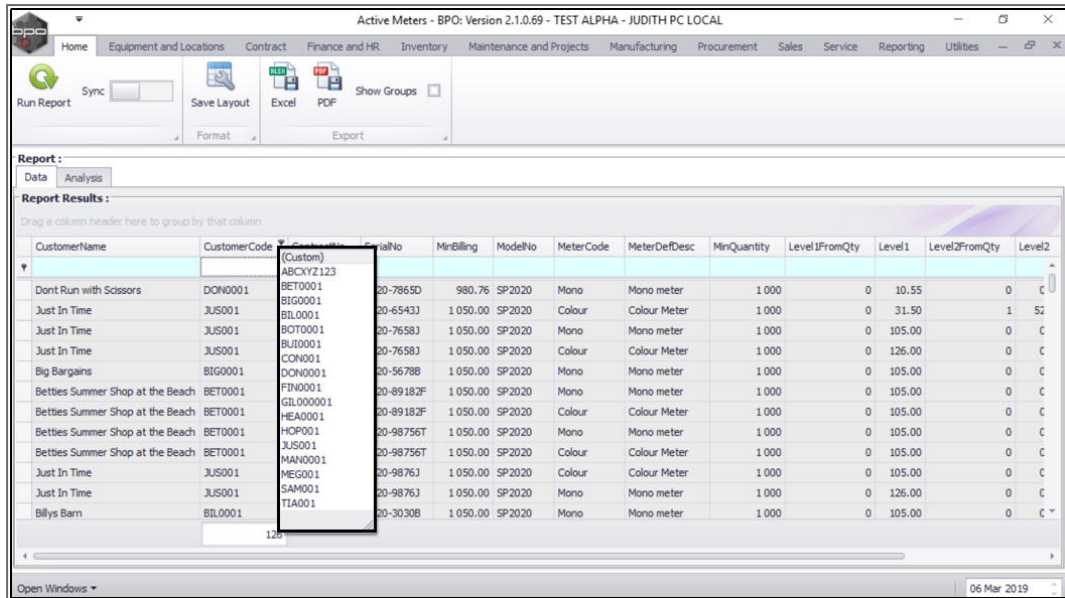 Active Meters - BPO: Version 2.1.0.69 - TEST ALPHA - JUDITH PC LOCAL
bpo
Home Equipment and Locations Contract Finance and HR Inventory Maintenance and Projects Manufacturing Procurement Sales Service Reporting Utilities
Run Report Sync Save Layout Excel PDF Show Groups
Format Export
Report :
Data Analysis
Report Results :
Drag a column header here to group by that column
CustomerName CustomerCode SerialNo MinBilling ModelNo MeterCode MeterDefDesc MinQuantity Level1FromQty Level1 Level2FromQty Level2
(Custom)
ABCXYZ123
BET0001
BIG0001
BIL0001
BOT0001
BUI0001
CON001
DON0001
FIN0001
GIL000001
HEA0001
HOP001
JUS001
MAN0001
MEG001
SAM001
TIA001
Dont Run with Scissors DON0001 20-7865D 980.76 SP2020 Mono Mono meter 1 000 0 10.55 0
Just In Time JUS001 20-6543J 1 050.00 SP2020 Colour Colour Meter 1 000 0 31.50 1 52
Just In Time JUS001 20-7658J 1 050.00 SP2020 Mono Mono meter 1 000 0 105.00 0
Just In Time JUS001 20-7658J 1 050.00 SP2020 Colour Colour Meter 1 000 0 126.00 0
Big Bargains BIG0001 20-5678B 1 050.00 SP2020 Mono Mono meter 1 000 0 105.00 0
Betties Summer Shop at the Beach BET0001 20-89182F 1 050.00 SP2020 Mono Mono meter 1 000 0 105.00 0
Betties Summer Shop at the Beach BET0001 20-89182F 1 050.00 SP2020 Colour Colour Meter 1 000 0 105.00 0
Betties Summer Shop at the Beach BET0001 20-98756T 1 050.00 SP2020 Mono Mono meter 1 000 0 105.00 0
Betties Summer Shop at the Beach BET0001 20-98756T 1 050.00 SP2020 Colour Colour Meter 1 000 0 105.00 0
Just In Time JUS001 20-9876J 1 050.00 SP2020 Colour Colour Meter 1 000 0 105.00 0
Just In Time JUS001 20-9876J 1 050.00 SP2020 Mono Mono meter 1 000 0 126.00 0
Billys Barn BIL0001 20-3030B 1 050.00 SP2020 Mono Mono meter 1 000 0 105.00 0
Open Windows 06 Mar 2019